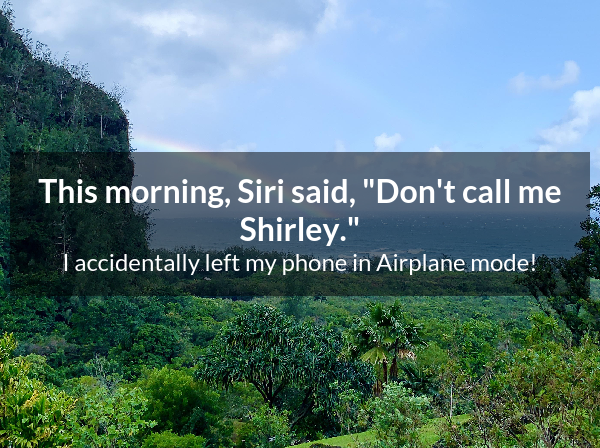 This morning, Siri said, "Don't call me
Shirley."
I accidentally left my phone in Airplane mode!